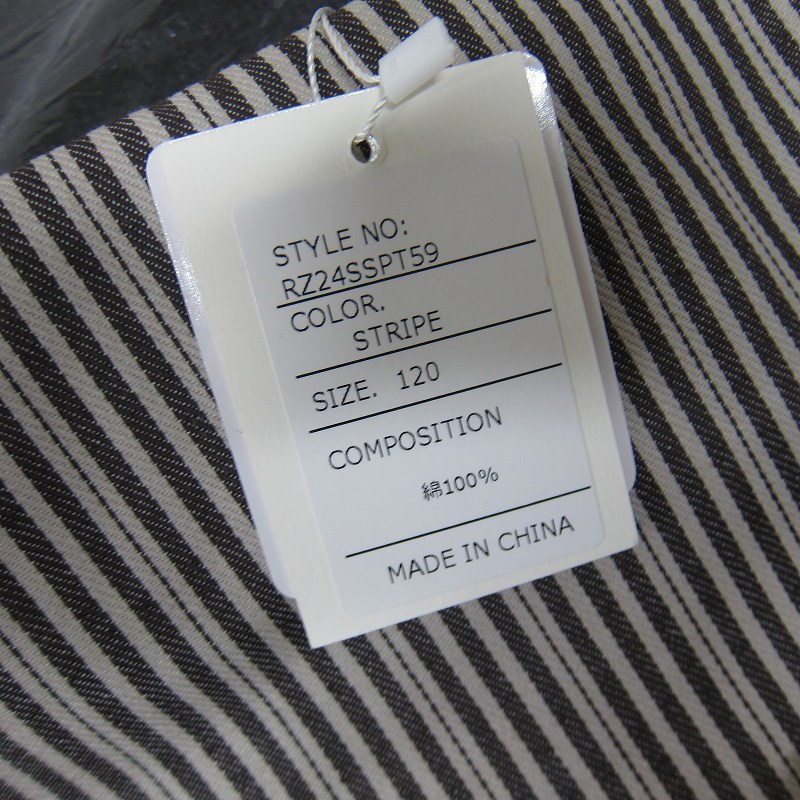 STYLE NO:
RZ24SSPT59
COLOR.
STRIPE
SIZE. 120
COMPOSITION
綿100%
MADE IN CHINA